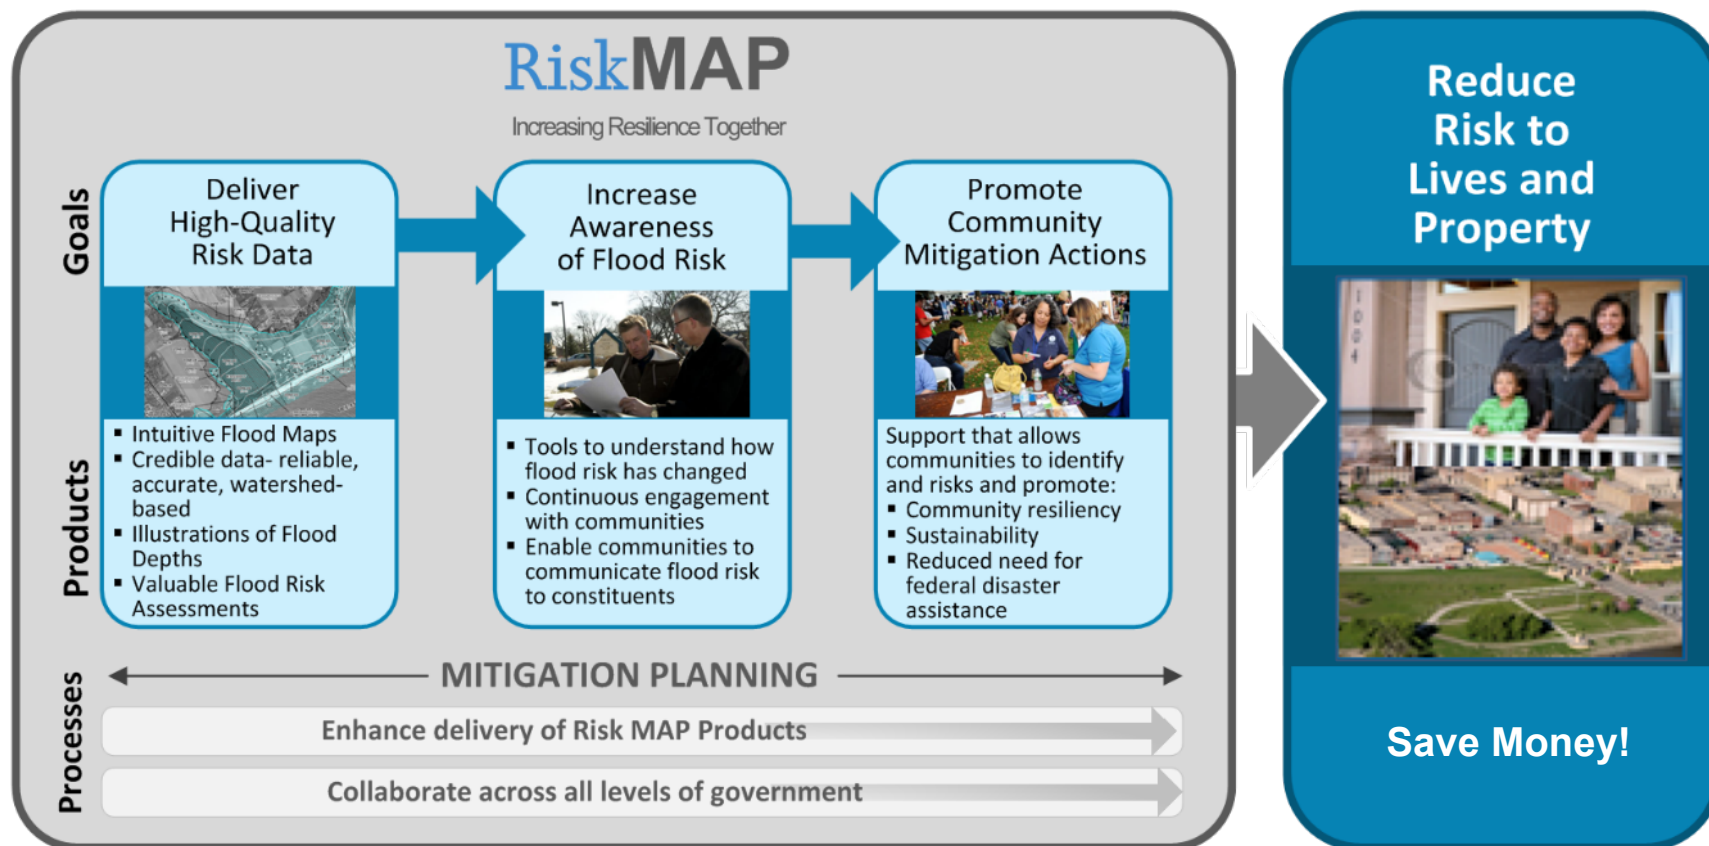 RiskMAP
Increasing Resilience Together
Goals
Deliver
High-Quality
Risk Data
Increase
Awareness
of Flood Risk
Promote
Community
Mitigation Actions
Products
▪ Intuitive Flood Maps
▪ Credible data- reliable,
accurate, watershed-
based
▪ Illustrations of Flood
Depths
▪ Valuable Flood Risk
Assessments
▪ Tools to understand how
flood risk has changed
▪ Continuous engagement
with communities
▪ Enable communities to
communicate flood risk
to constituents
Support that allows
communities to identify
and risks and promote:
▪ Community resiliency
▪ Sustainability
▪ Reduced need for
federal disaster
assistance
Processes
MITIGATION PLANNING
Enhance delivery of Risk MAP Products
Collaborate across all levels of government
Reduce
Risk to
Lives and
Property
1004
Save Money!